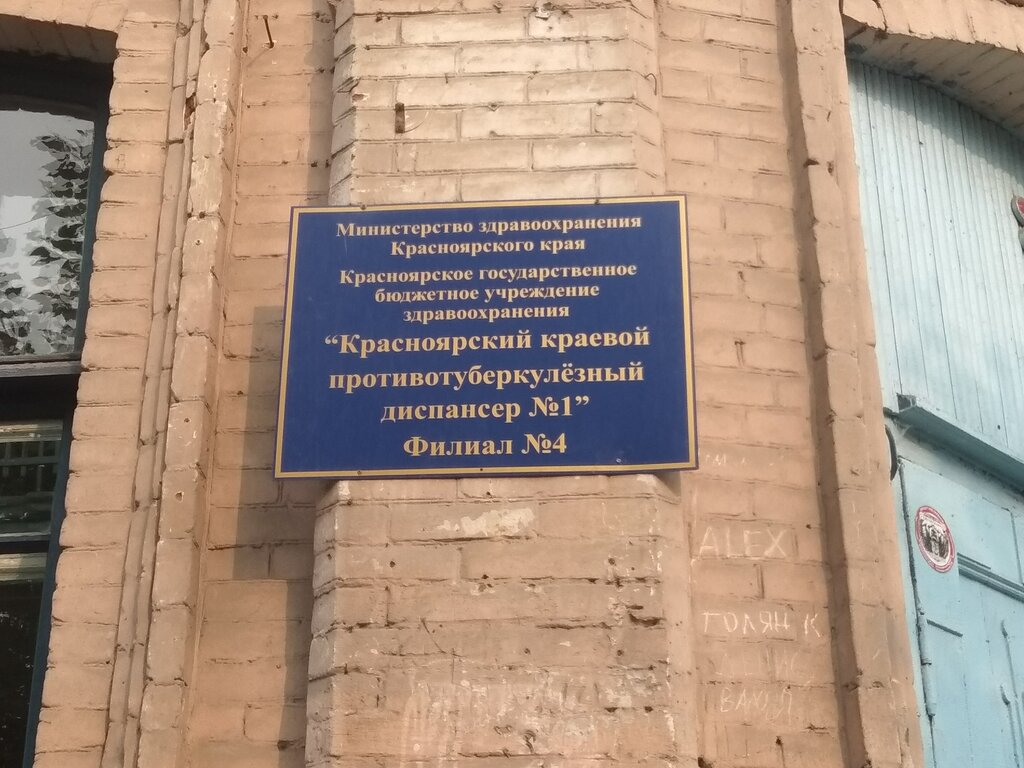 Министерство здравоохранения
Красноярского края
Красноярское государственное
бюджетное учреждение
здравоохранения
“Красноярский краевой
противотуберкулёзный
диспансер №1”
Филиал №4
ALEX
ГОЛЯН К